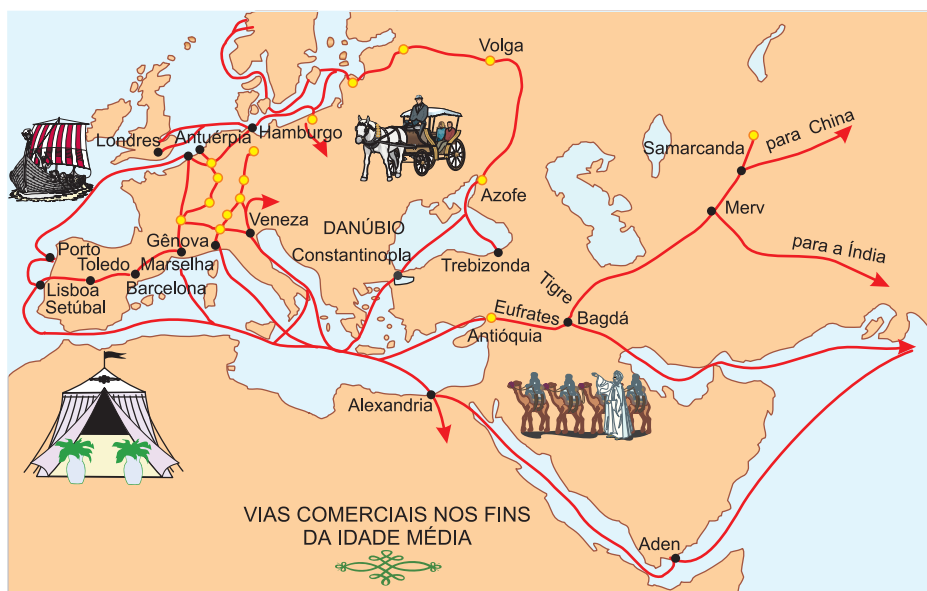 Volga
Londres
Antuérpia
Hamburgo
Samarcanda
para China
Azofe
Merv
Veneza
DANÚBIO
Gênova
Constantinopla
Porto
Toledo
Marselha
Trebizonda
para a Índia
Lisboa
Barcelona
Setúbal
Tigre
Eufrates
Bagdá
Antióquia
Alexandria
VIAS COMERCIAIS NOS FINS
DA IDADE MÉDIA
Aden